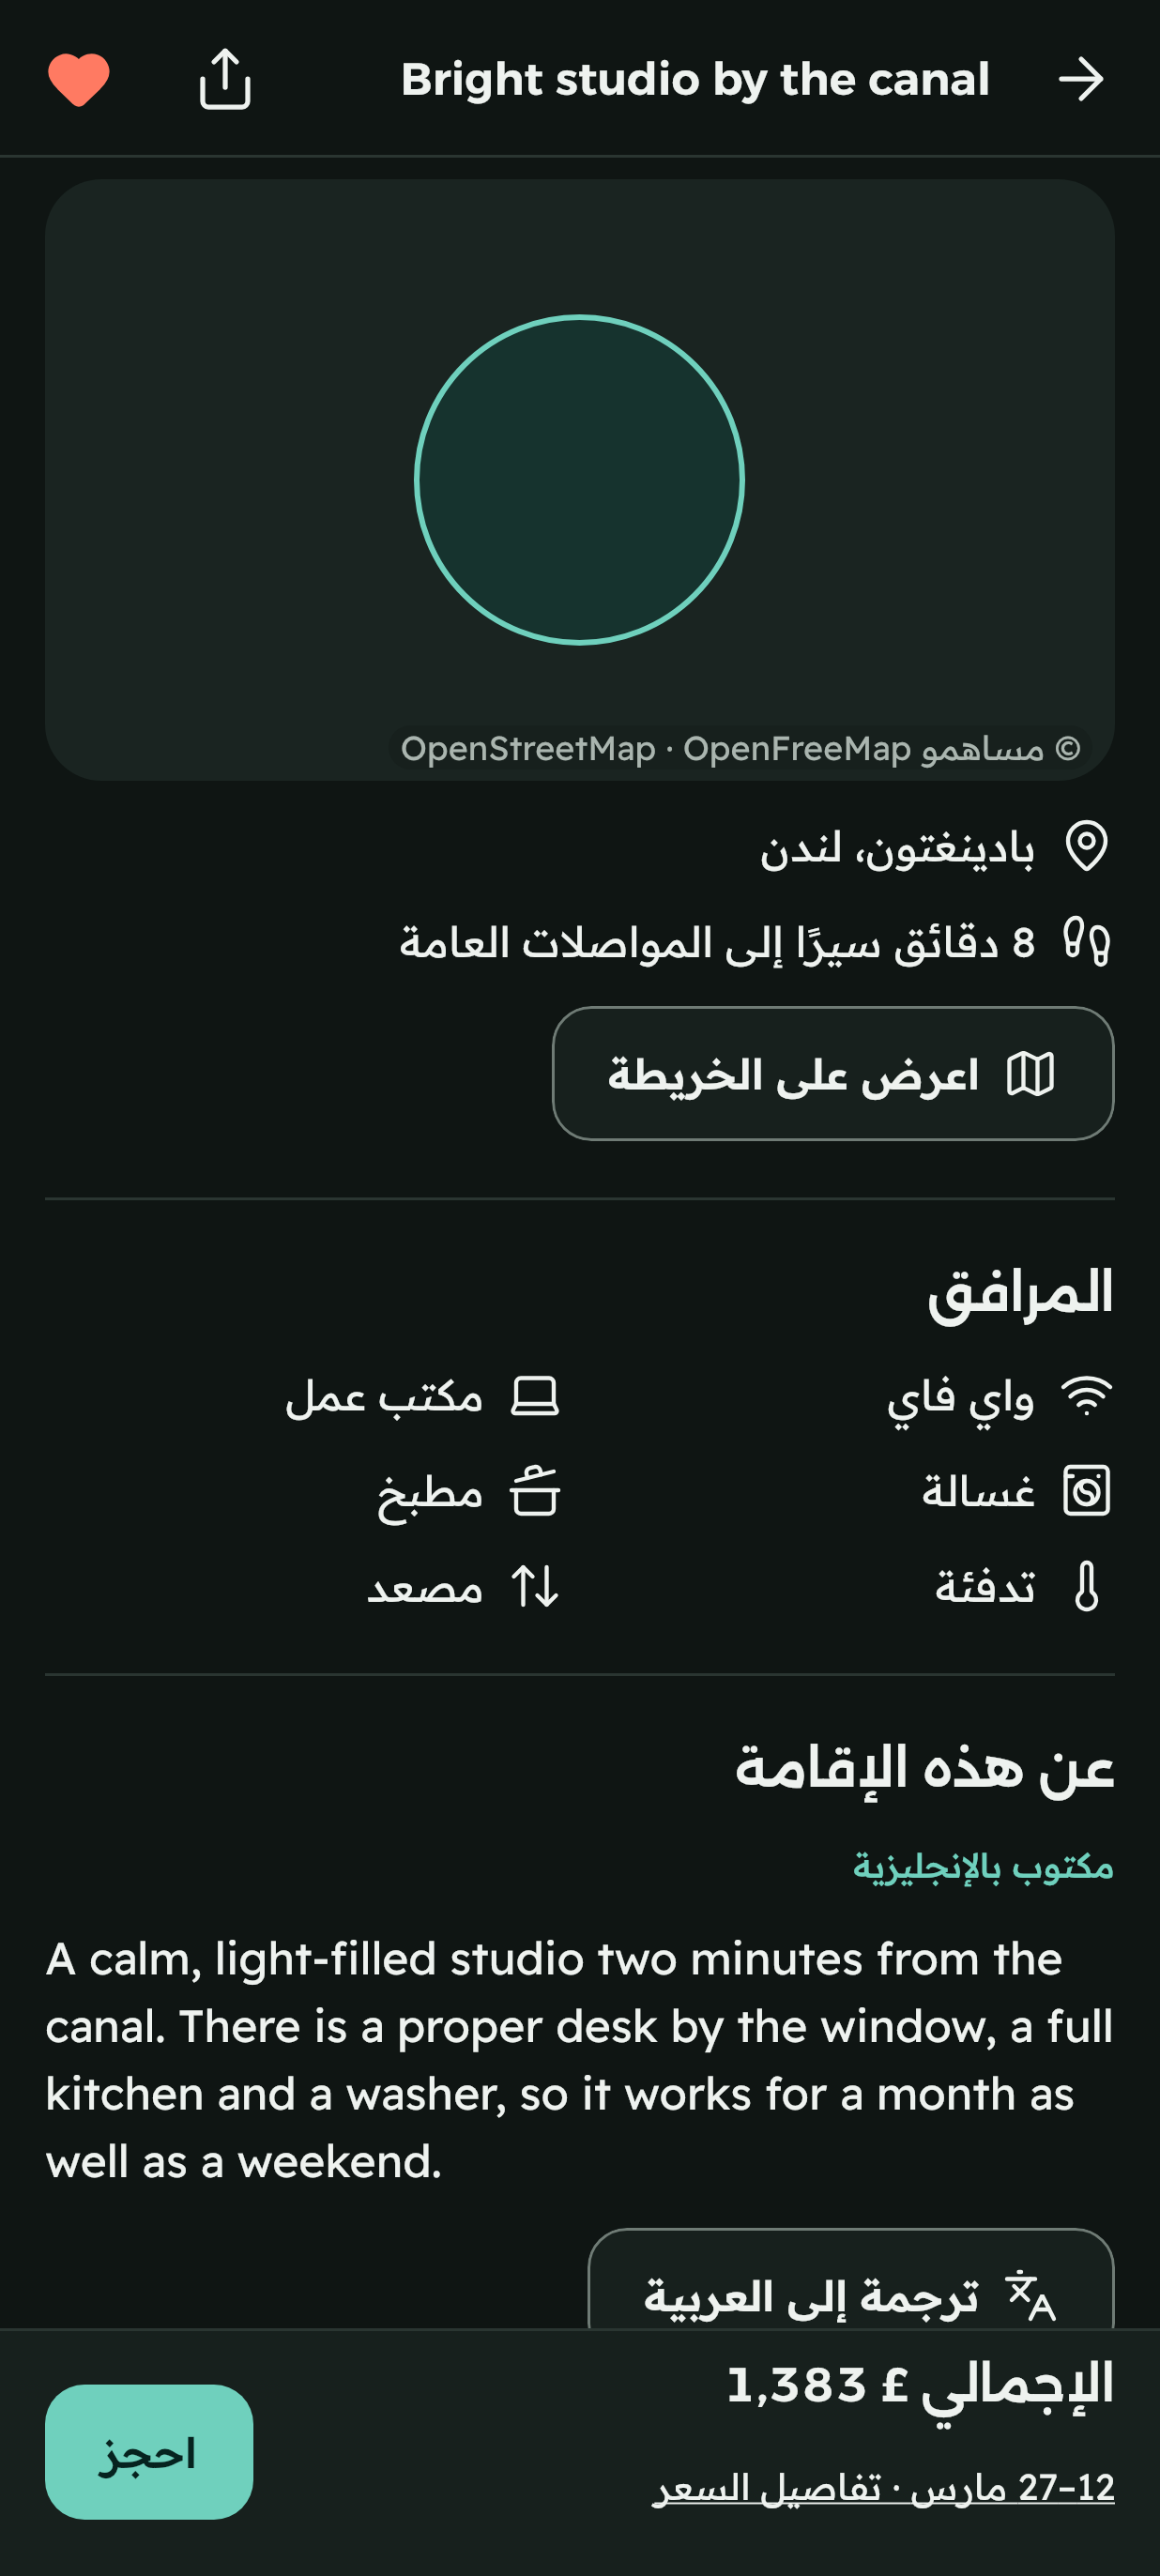 Bright studio by the canal
© مساهمو OpenStreetMap · OpenFreeMap
بادينغتون، لندن
8 دقائق سيرًا إلى المواصلات العامة
اعرض على الخريطة
المرافق
واي فاي
مكتب عمل
غسالة
مطبخ
تدفئة
مصعد
عن هذه الإقامة
مكتوب بالإنجليزية
A calm, light-filled studio two minutes from the
canal. There is a proper desk by the window, a full
kitchen and a washer, so it works for a month as
well as a weekend.
ترجمة إلى العربية
الإجمالي £ 1,383
12–27 مارس · تفاصيل السعر
احجز